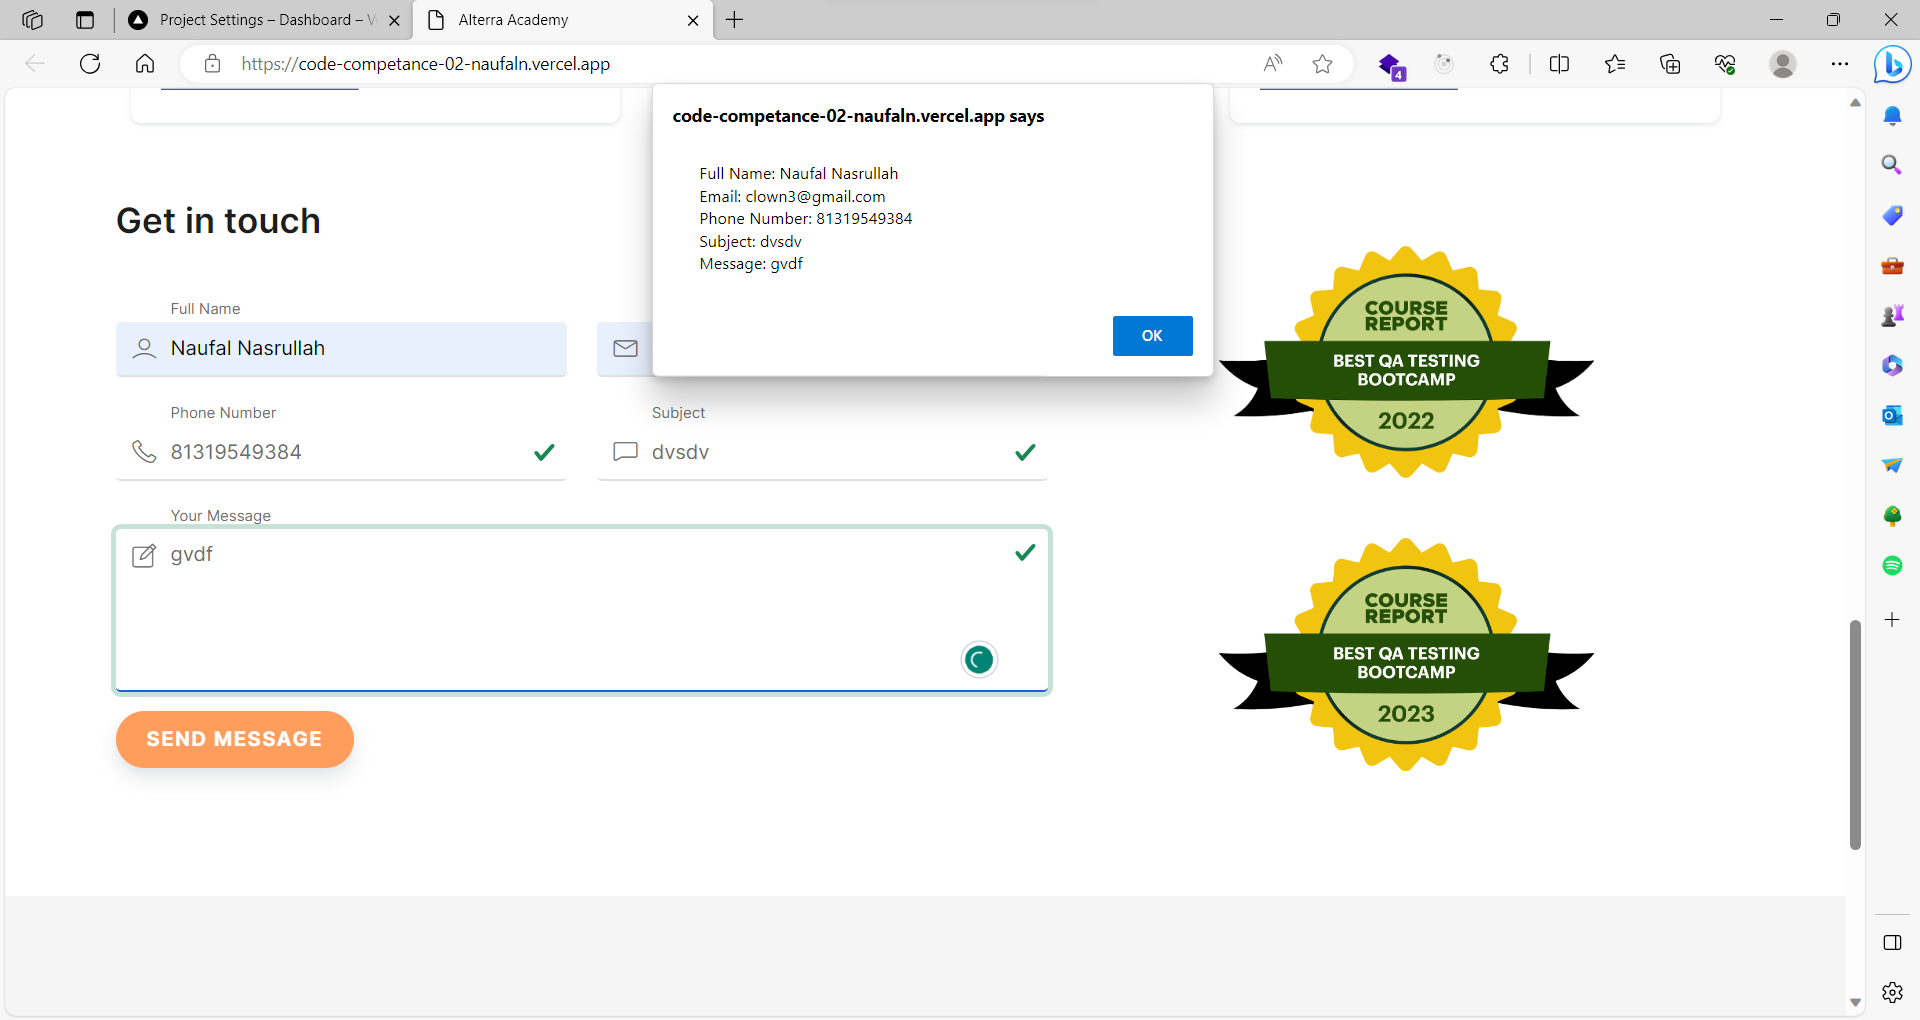 Project Settings – Dashboard – V
Alterra Academy
https://code-competance-02-naufaln.vercel.app
4
code-competance-02-naufaln.vercel.app says
Full Name: Naufal Nasrullah
Email: clown3@gmail.com
Phone Number: 81319549384
Subject: dvsdv
Message: gvdf
OK
Get in touch
Full Name
Naufal Nasrullah
Phone Number
81319549384
Subject
dvsdv
Your Message
gvdf
SEND MESSAGE
COURSE
REPORT
BEST QA TESTING
BOOTCAMP
2022
COURSE
REPORT
BEST QA TESTING
BOOTCAMP
2023